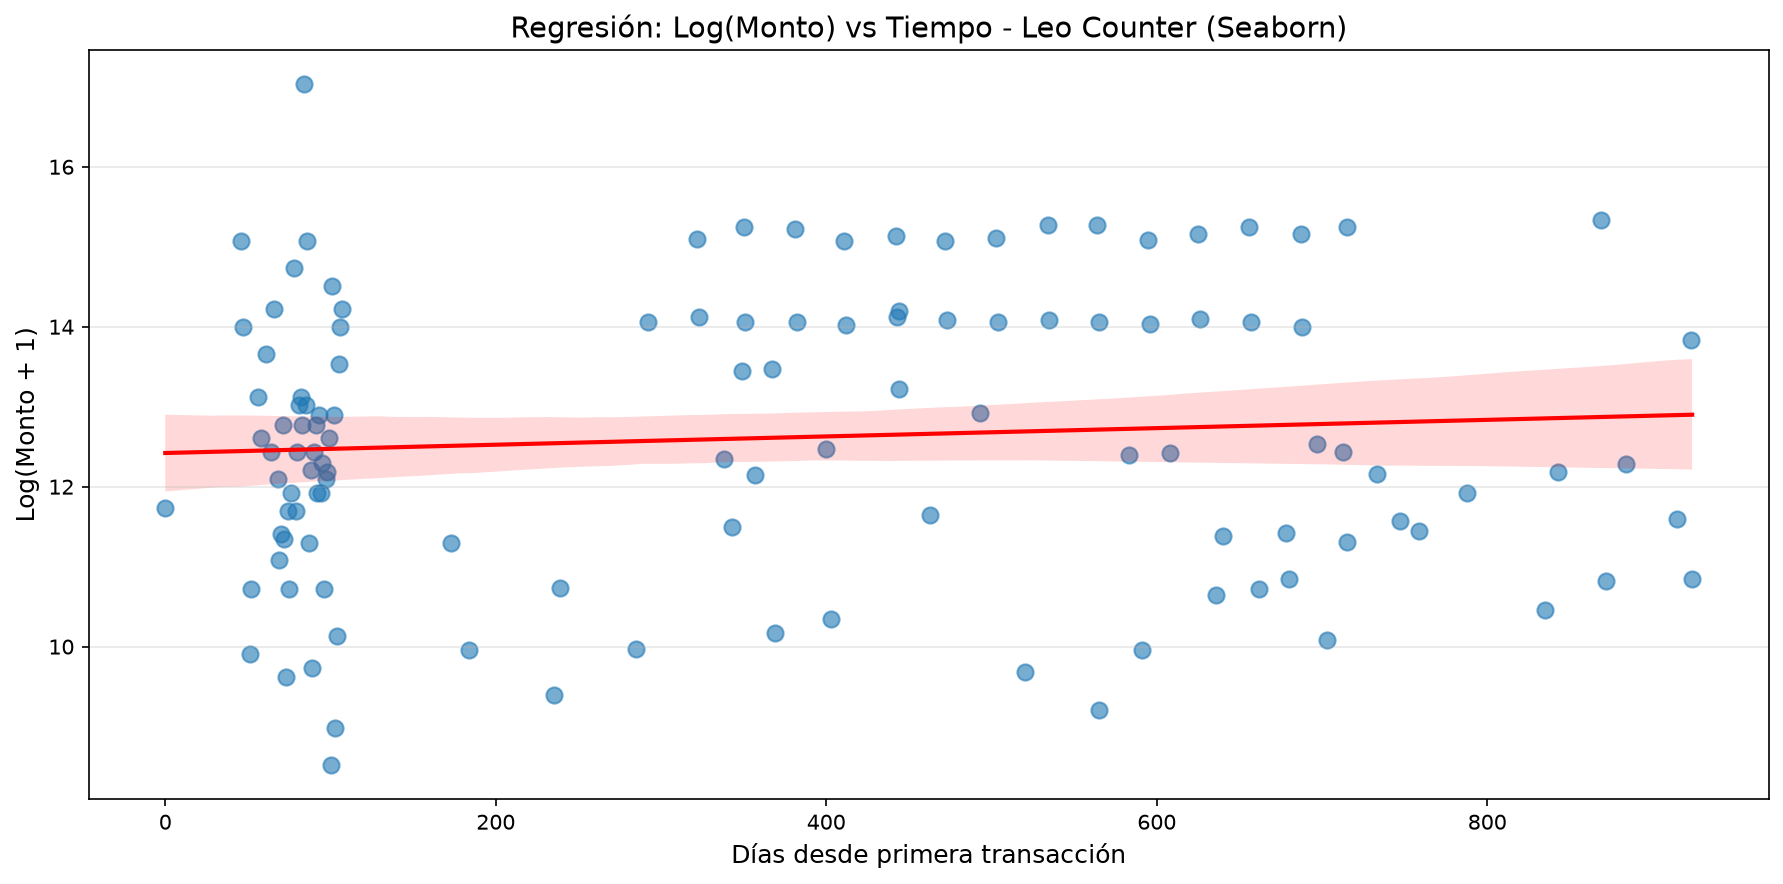 Regresión: Log(Monto) vs Tiempo - Leo Counter (Seaborn)
Log(Monto + 1)
16
14
12
10
0 200 400 600 800
Días desde primera transacción